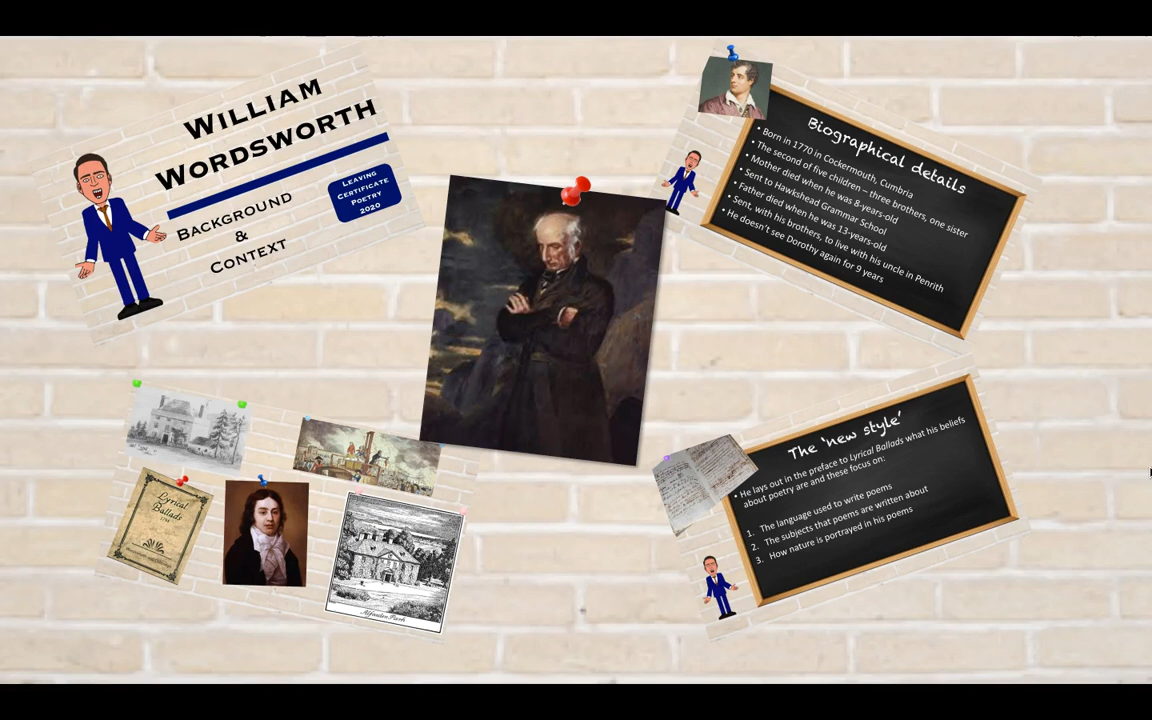 WILLIAM
WORDSWORTH
BACKGROUND
&
CONTEXT
LEAVING
CERTIFICATE
POETRY
2020
Biographical details
• Born in 1770 in Cockermouth, Cumbria
• The second of five children – three brothers, one sister
• Mother died when he was 8-years-old
• Sent to Hawkshead Grammar School
• Father died when he was 13-years-old
• Sent, with his brothers, to live with his uncle in Penrith
• He doesn't see Dorothy again for 9 years
Lyrical
Ballads
1798
Alfoxden Park
The 'new style'
• He lays out in the preface to Lyrical Ballads what his beliefs
about poetry are and these focus on:
1. The language used to write poems
2. The subjects that poems are written about
3. How nature is portrayed in his poems